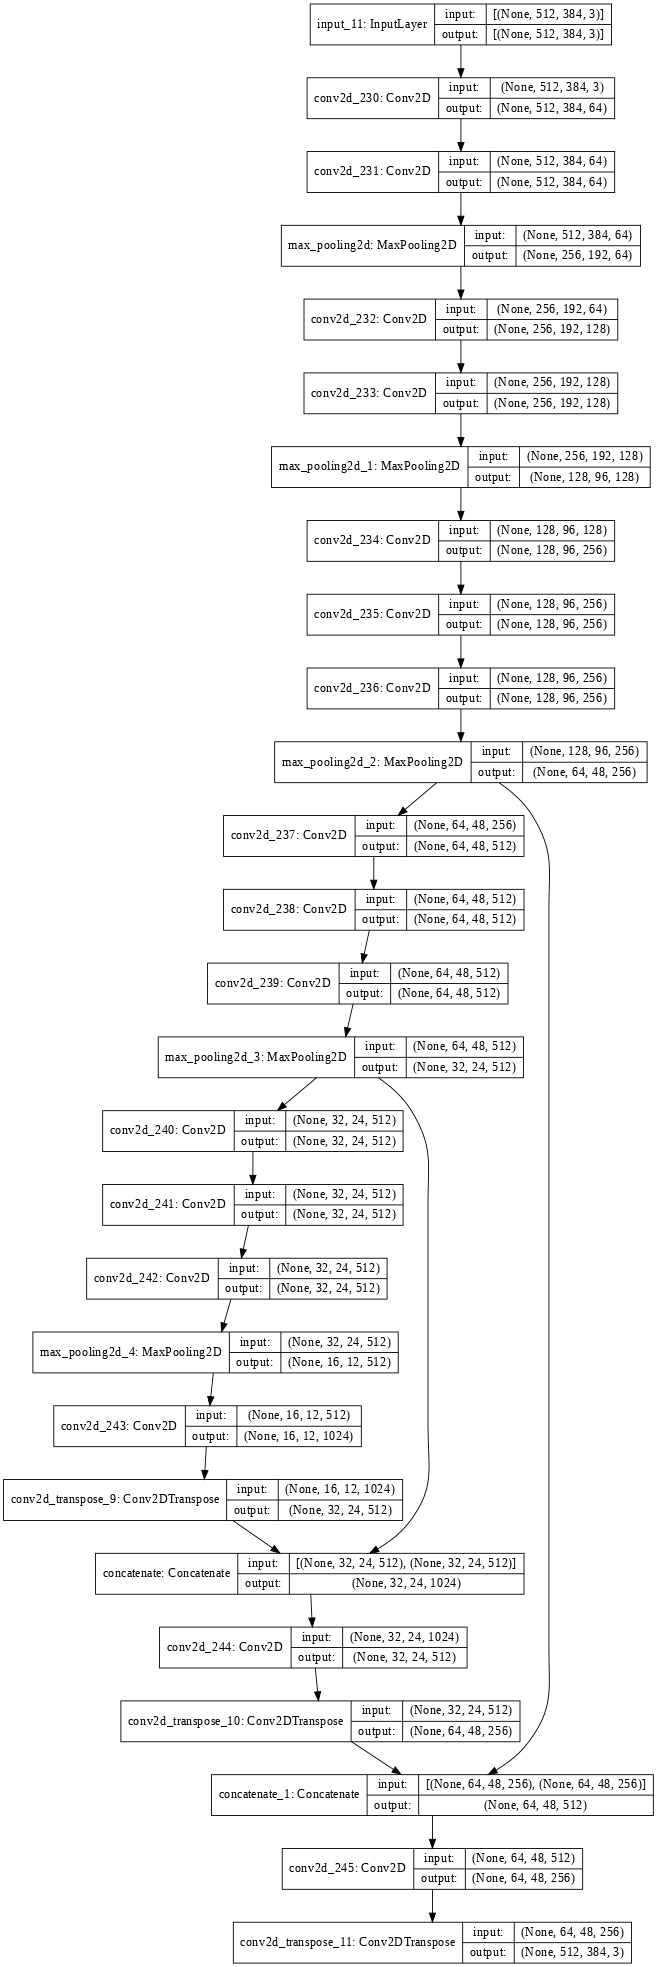 input_11: InputLayer
input: [(None, 512, 384, 3)]
output: [(None, 512, 384, 3)]
conv2d_230: Conv2D
input: (None, 512, 384, 3)
output: (None, 512, 384, 64)
conv2d_231: Conv2D
input: (None, 512, 384, 64)
output: (None, 512, 384, 64)
max_pooling2d: MaxPooling2D
input: (None, 512, 384, 64)
output: (None, 256, 192, 64)
conv2d_232: Conv2D
input: (None, 256, 192, 64)
output: (None, 256, 192, 128)
conv2d_233: Conv2D
input: (None, 256, 192, 128)
output: (None, 256, 192, 128)
max_pooling2d_1: MaxPooling2D
input: (None, 256, 192, 128)
output: (None, 128, 96, 128)
conv2d_234: Conv2D
input: (None, 128, 96, 128)
output: (None, 128, 96, 256)
conv2d_235: Conv2D
input: (None, 128, 96, 256)
output: (None, 128, 96, 256)
conv2d_236: Conv2D
input: (None, 128, 96, 256)
output: (None, 128, 96, 256)
max_pooling2d_2: MaxPooling2D
input: (None, 128, 96, 256)
output: (None, 64, 48, 256)
conv2d_237: Conv2D
input: (None, 64, 48, 256)
output: (None, 64, 48, 512)
conv2d_238: Conv2D
input: (None, 64, 48, 512)
output: (None, 64, 48, 512)
conv2d_239: Conv2D
input: (None, 64, 48, 512)
output: (None, 64, 48, 512)
max_pooling2d_3: MaxPooling2D
input: (None, 64, 48, 512)
output: (None, 32, 24, 512)
conv2d_240: Conv2D
input: (None, 32, 24, 512)
output: (None, 32, 24, 512)
conv2d_241: Conv2D
input: (None, 32, 24, 512)
output: (None, 32, 24, 512)
conv2d_242: Conv2D
input: (None, 32, 24, 512)
output: (None, 32, 24, 512)
max_pooling2d_4: MaxPooling2D
input: (None, 32, 24, 512)
output: (None, 16, 12, 512)
conv2d_243: Conv2D
input: (None, 16, 12, 512)
output: (None, 16, 12, 1024)
conv2d_transpose_9: Conv2DTranspose
input: (None, 16, 12, 1024)
output: (None, 32, 24, 512)
concatenate: Concatenate
input: [(None, 32, 24, 512), (None, 32, 24, 512)]
output: (None, 32, 24, 1024)
conv2d_244: Conv2D
input: (None, 32, 24, 1024)
output: (None, 32, 24, 512)
conv2d_transpose_10: Conv2DTranspose
input: (None, 32, 24, 512)
output: (None, 64, 48, 256)
concatenate_1: Concatenate
input: [(None, 64, 48, 256), (None, 64, 48, 256)]
output: (None, 64, 48, 512)
conv2d_245: Conv2D
input: (None, 64, 48, 512)
output: (None, 64, 48, 256)
conv2d_transpose_11: Conv2DTranspose
input: (None, 64, 48, 256)
output: (None, 512, 384, 3)